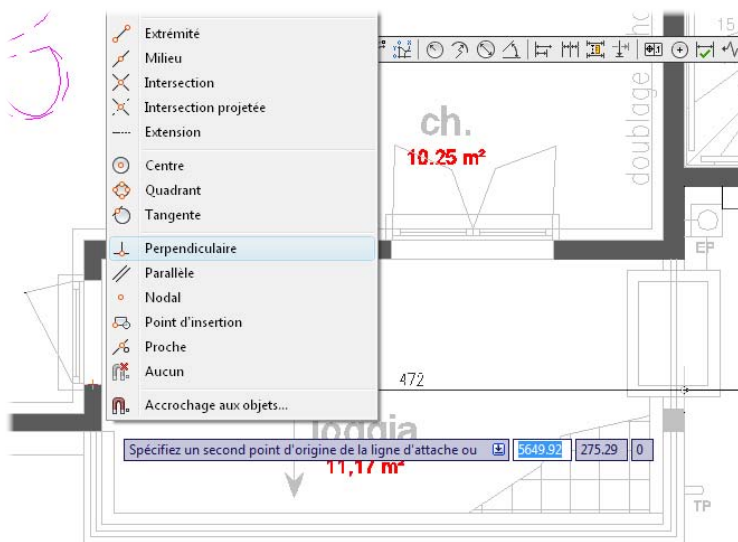 Extrémité
Milieu
Intersection
Intersection projetée
Extension
Centre
Quadrant
Tangente
Perpendiculaire
Parallèle
Nodal
Point d'insertion
Proche
Aucun
Accrochage aux objets...
15
ch.
10.25 m²
doublage
EP
472
loggia
Spécifiez un second point d'origine de la ligne d'attache ou
5649.92
275.29
0
11,17 m²
TP